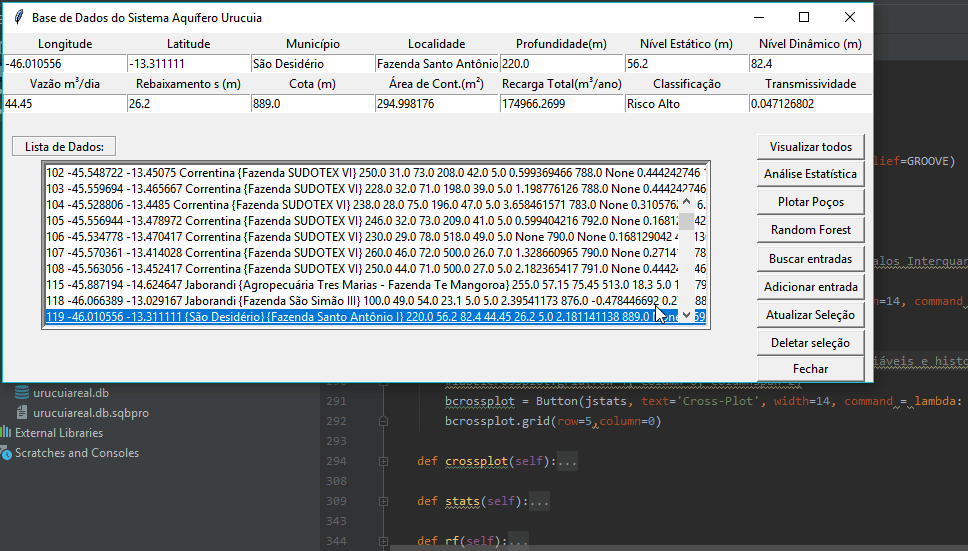 Base de Dados do Sistema Aquífero Urucuia
Longitude Latitude Município Localidade Profundidade(m) Nível Estático (m) Nível Dinâmico (m)
-46.010556 -13.311111 São Desidério Fazenda Santo Antônio 220.0 56.2 82.4
Vazão m³/dia Rebaixamento s (m) Cota (m) Área de Cont.(m²) Recarga Total(m³/ano) Classificação Transmissividade
44.45 26.2 889.0 294.998176 174966.2699 Risco Alto 0.047126802
Lista de Dados:
102 -45.548722 -13.45075 Correntina {Fazenda SUDOTEX VI} 250.0 31.0 73.0 208.0 42.0 5.0 0.599369466 788.0 None 0.444242746
103 -45.559694 -13.465667 Correntina {Fazenda SUDOTEX VI} 228.0 32.0 71.0 198.0 39.0 5.0 1.198776126 788.0 None 0.444242746
104 -45.528806 -13.4485 Correntina {Fazenda SUDOTEX VI} 238.0 28.0 75.0 196.0 47.0 5.0 3.658461571 783.0 None 0.310576
105 -45.556944 -13.478972 Correntina {Fazenda SUDOTEX VI} 246.0 32.0 73.0 209.0 41.0 5.0 0.599404216 792.0 None 0.16812
106 -45.534778 -13.470417 Correntina {Fazenda SUDOTEX VI} 230.0 29.0 78.0 518.0 49.0 5.0 None 790.0 None 0.168129042
107 -45.570361 -13.414028 Correntina {Fazenda SUDOTEX VI} 260.0 46.0 72.0 500.0 26.0 7.0 1.328660965 790.0 None 0.2714
108 -45.563056 -13.452417 Correntina {Fazenda SUDOTEX VI} 250.0 44.0 71.0 500.0 27.0 5.0 2.182365417 791.0 None 0.4442
115 -45.887194 -14.624647 Jaborandi {Agropecuária Tres Marias - Fazenda Te Mangoroa} 255.0 57.15 75.45 513.0 18.3 5.0
118 -46.066389 -13.029167 Jaborandi {Fazenda São Simão III} 100.0 49.0 54.0 23.1 5.0 5.0 2.39541173 876.0 -0.478446692
119 -46.010556 -13.311111 {São Desidério} {Fazenda Santo Antônio I} 220.0 56.2 82.4 44.45 26.2 5.0 2.181141138 889.0
Visualizar todos
Análise Estatística
Plotar Poços
Random Forest
Buscar entradas
Adicionar entrada
Atualizar Seleção
Deletar seleção
Fechar
elief=GROOVE)
alos Interquar
h=14, command
iáveis e histo
urucuiareal.db
urucuiareal.db.sqbpro
External Libraries
Scratches and Consoles
291 bcrossplot = Button(jstats, text='Cross-Plot', width=14, command = lambda:
292 bcrossplot.grid(row=5,column=0)
293
294 def crossplot(self):...
308
309 def stats(self):...
343
344 def rf(self):...